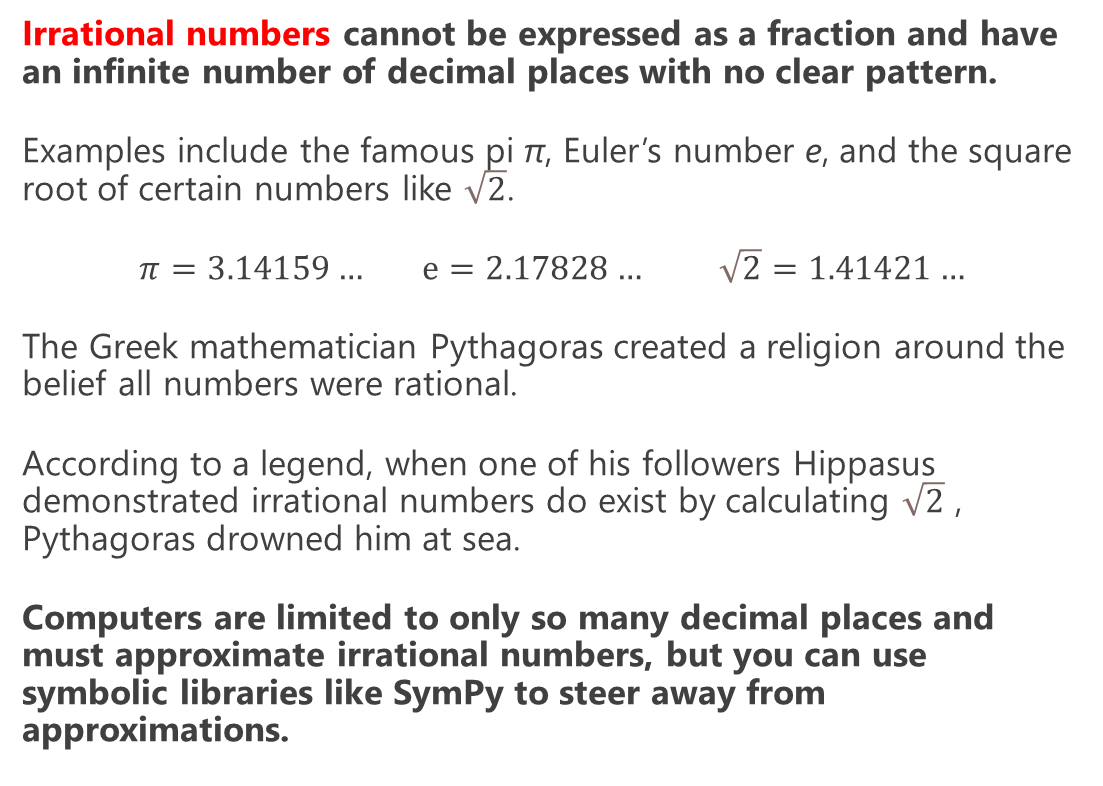 Irrational numbers cannot be expressed as a fraction and have
an infinite number of decimal places with no clear pattern.
Examples include the famous pi π, Euler’s number e, and the square
root of certain numbers like √2.
π = 3.14159 … e = 2.17828 … √2 = 1.41421 …
The Greek mathematician Pythagoras created a religion around the
belief all numbers were rational.
According to a legend, when one of his followers Hippasus
demonstrated irrational numbers do exist by calculating √2 ,
Pythagoras drowned him at sea.
Computers are limited to only so many decimal places and
must approximate irrational numbers, but you can use
symbolic libraries like SymPy to steer away from
approximations.